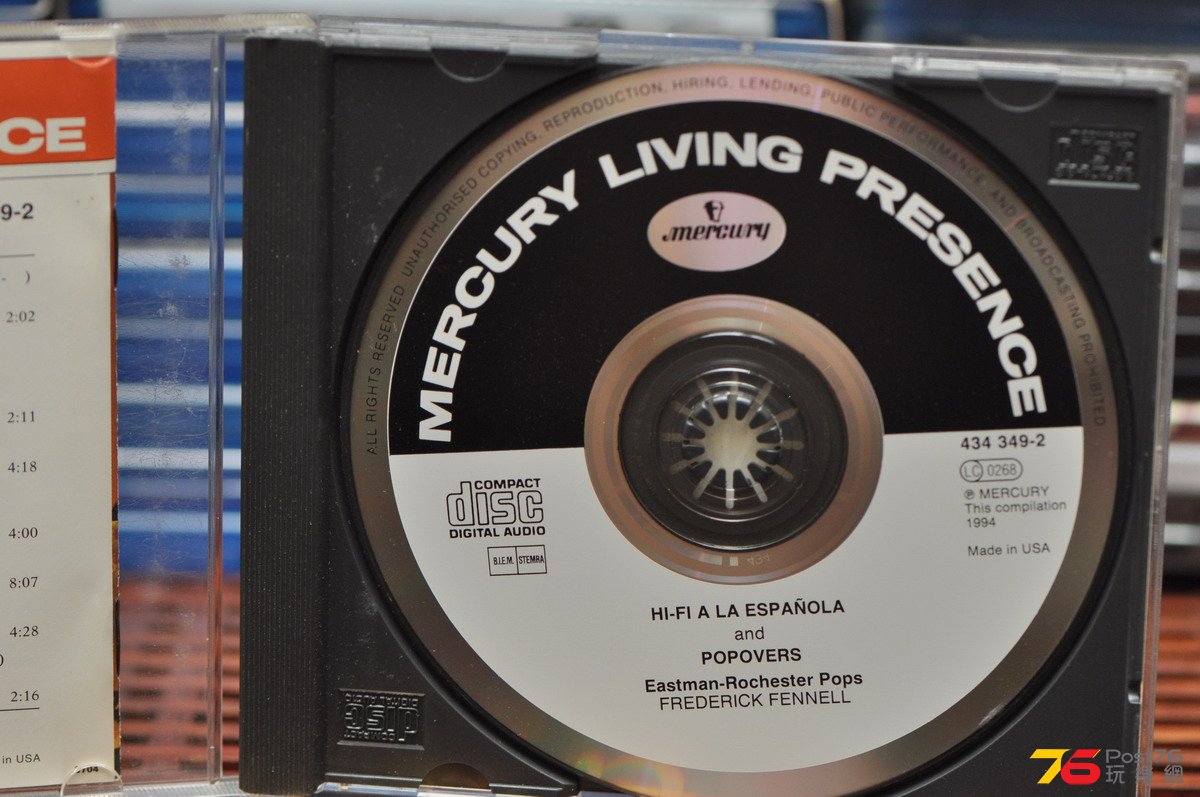 CE
9-2
2:02
2:11
4:18
4:00
8:07
4:28
2:16
in USA
ALL RIGHTS RESERVED UNAUTHORISED COPYING, REPRODUCTION, HIRING, LENDING, PUBLIC PERFORMANCE, AND BROADCASTING PROHIBITED
MERCURY LIVING PRESENCE
mercury
434 349-2
LC 0268
℗ MERCURY
This compilation
1994
Made in USA
COMPACT
disc
DIGITAL AUDIO
B.I.E.M. STEMRA
HI-FI A LA ESPAÑOLA
and
POPOVERS
Eastman-Rochester Pops
FREDERICK FENNELL
76 Post76
玩樂網